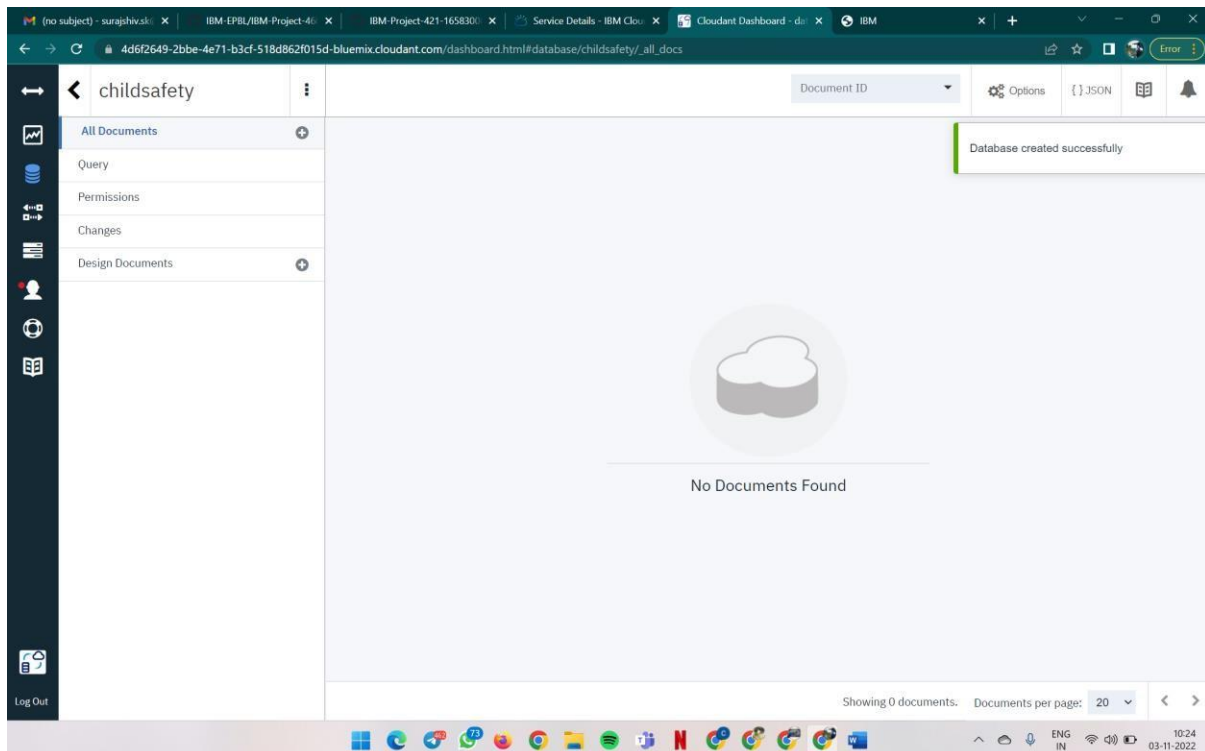 (no subject) - surajshiv.sk
IBM-EPBL/IBM-Project-46
IBM-Project-421-1658300
Service Details - IBM Clou
Cloudant Dashboard - dat
IBM
4d6f2649-2bbe-4e71-b3cf-518d862f015d-bluemix.cloudant.com/dashboard.html#database/childsafety/_all_docs
Error
childsafety
Document ID
Options
{ } JSON
All Documents
Database created successfully
Query
Permissions
Changes
Design Documents
No Documents Found
Log Out
Showing 0 documents.
Documents per page: 20
73
ENG
IN
10:24
03-11-2022